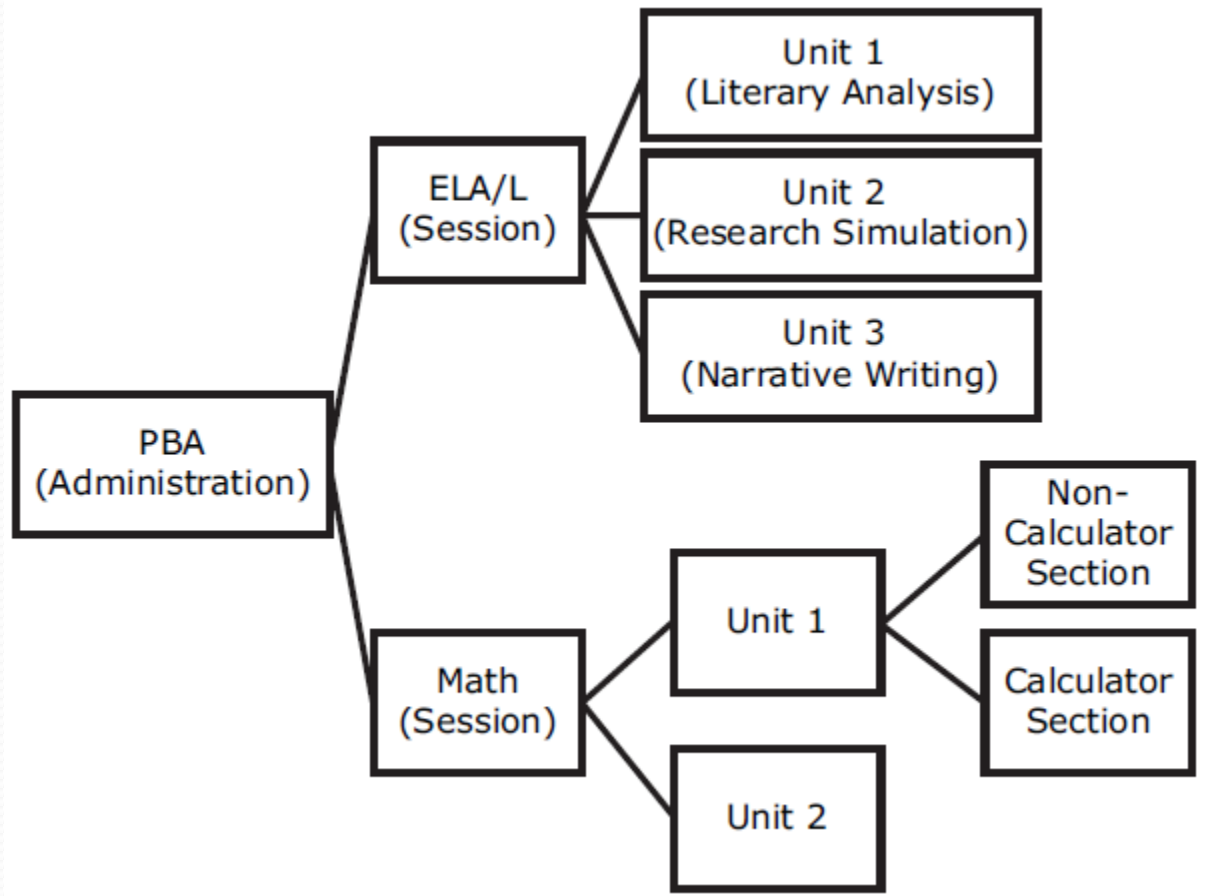 Unit 1
(Literary Analysis)
ELA/L
(Session)
Unit 2
(Research Simulation)
Unit 3
(Narrative Writing)
PBA
(Administration)
Non-
Calculator
Section
Unit 1
Math
(Session)
Calculator
Section
Unit 2